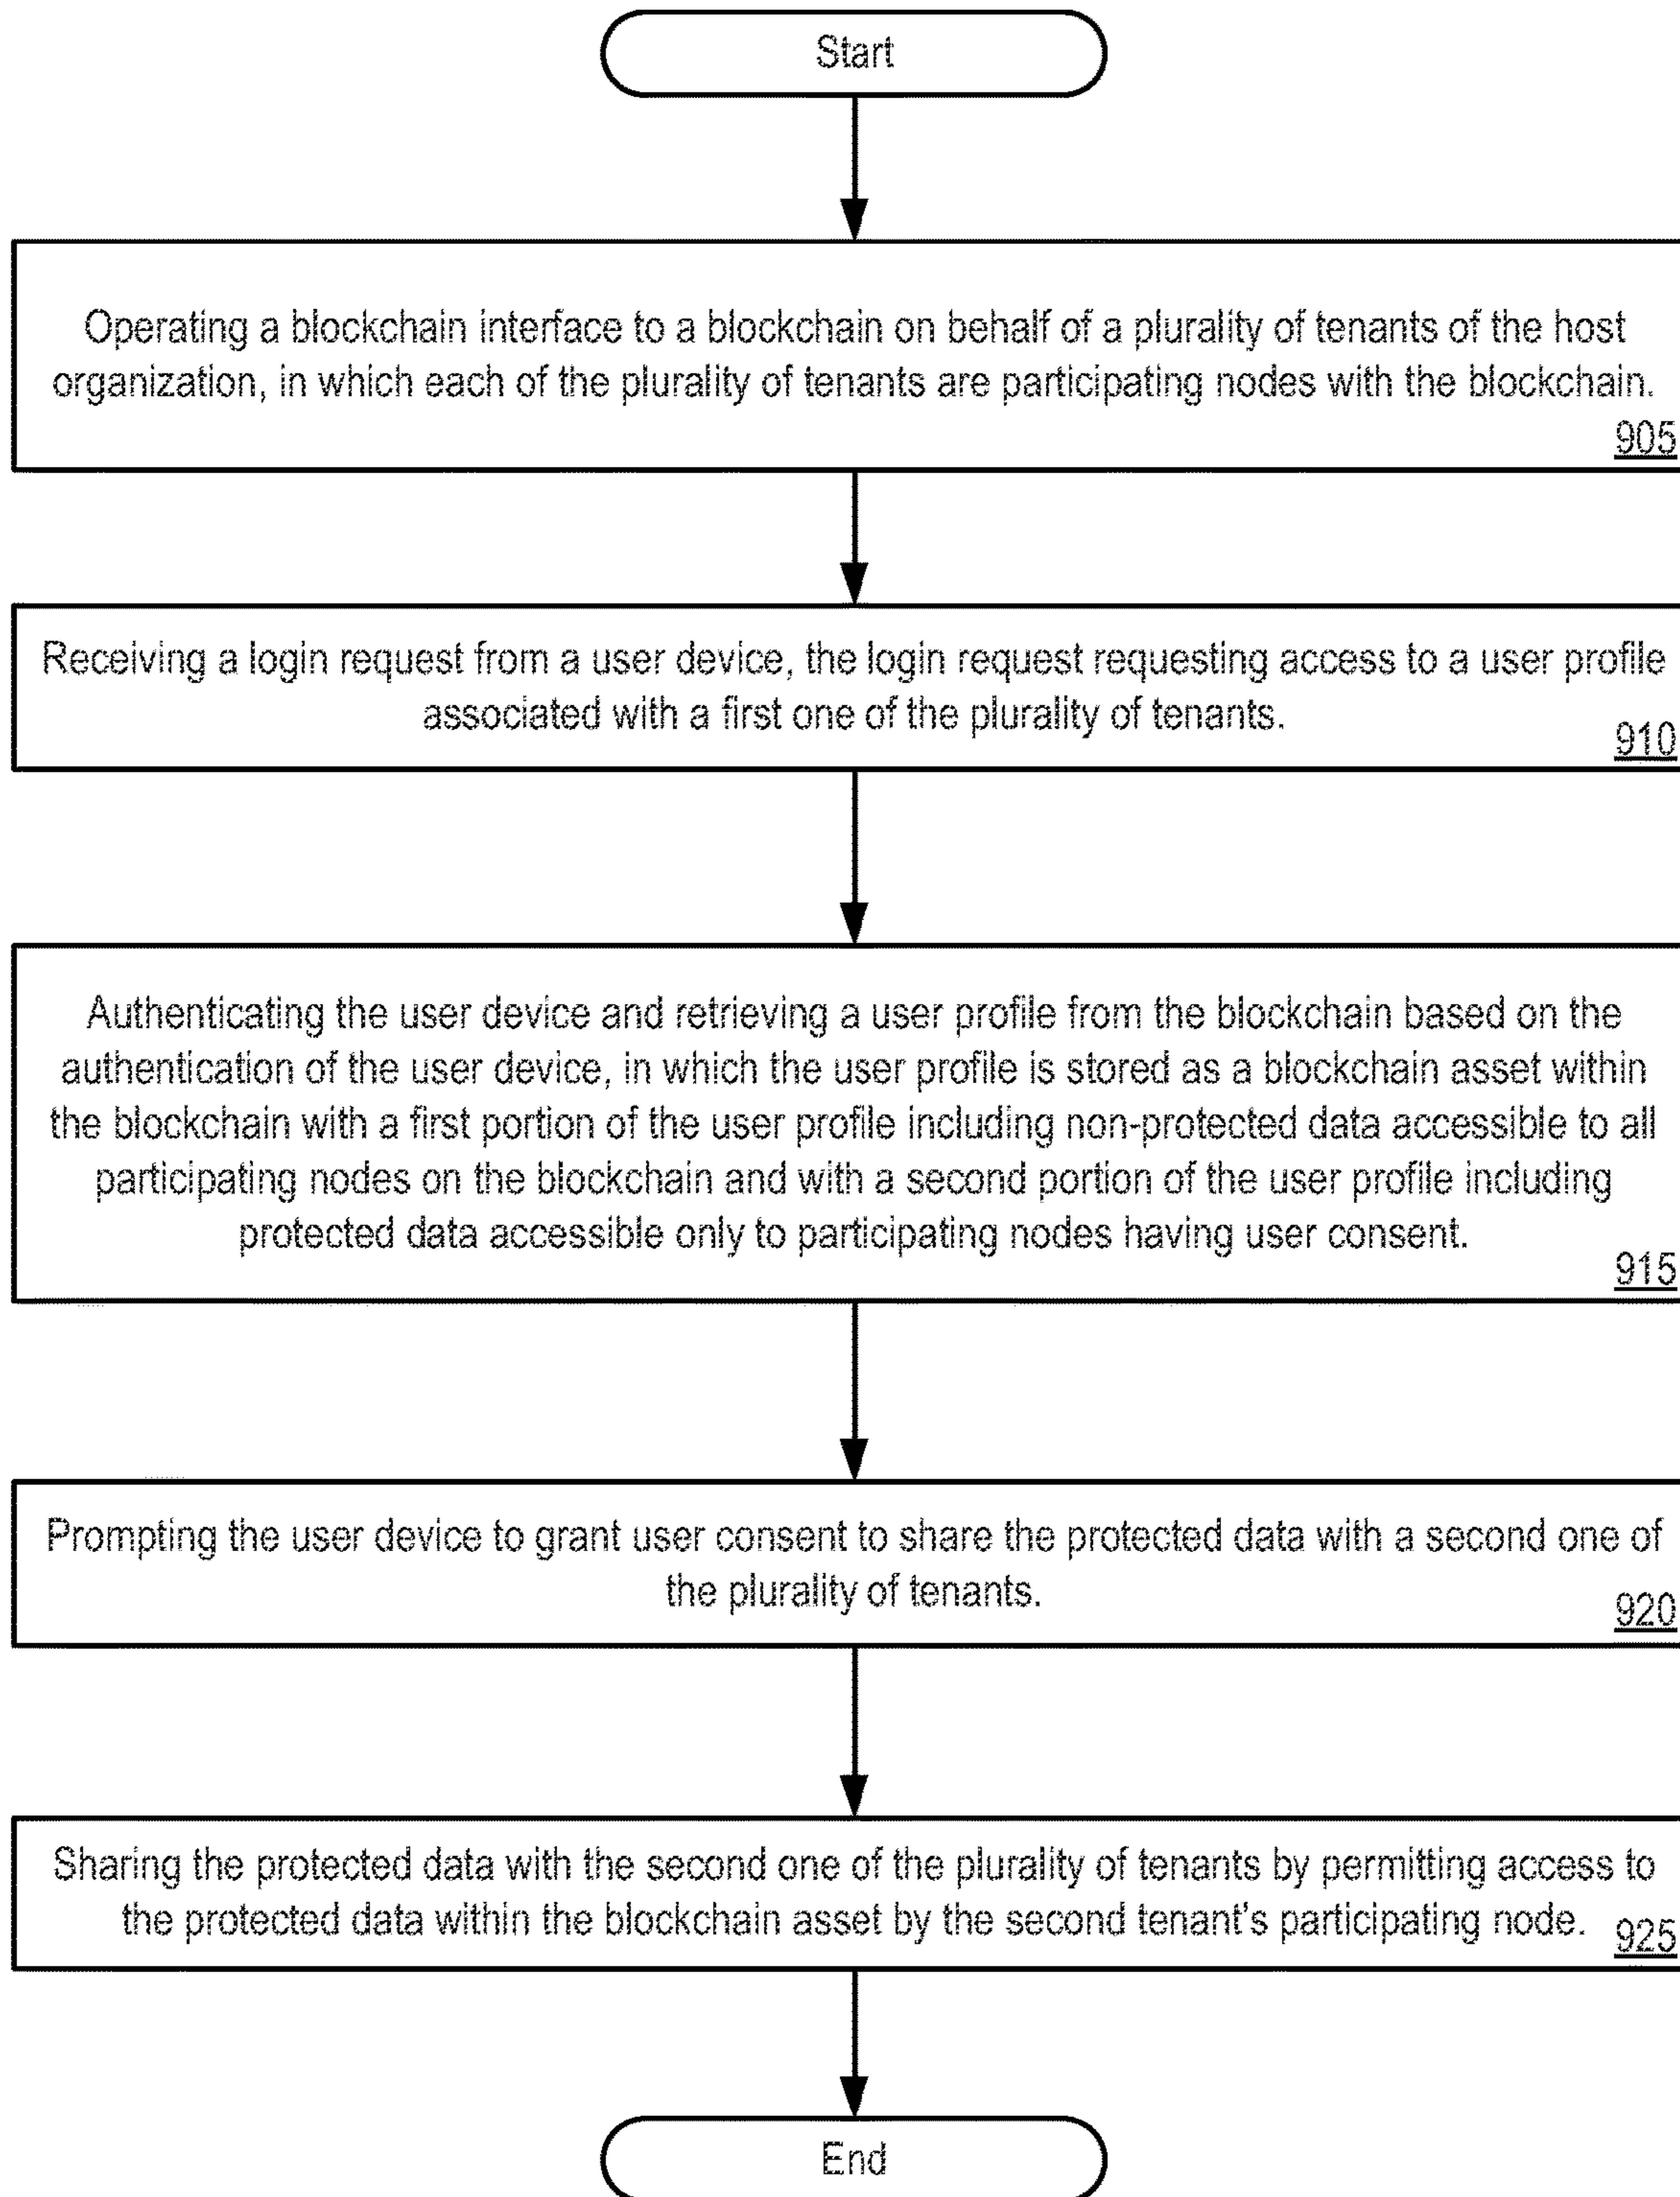 Start
Operating a blockchain interface to a blockchain on behalf of a plurality of tenants of the host
organization, in which each of the plurality of tenants are participating nodes with the blockchain.
905
Receiving a login request from a user device, the login request requesting access to a user profile
associated with a first one of the plurality of tenants.
910
Authenticating the user device and retrieving a user profile from the blockchain based on the
authentication of the user device, in which the user profile is stored as a blockchain asset within
the blockchain with a first portion of the user profile including non-protected data accessible to all
participating nodes on the blockchain and with a second portion of the user profile including
protected data accessible only to participating nodes having user consent.
915
Prompting the user device to grant user consent to share the protected data with a second one of
the plurality of tenants.
920
Sharing the protected data with the second one of the plurality of tenants by permitting access to
the protected data within the blockchain asset by the second tenant's participating node.
925
End